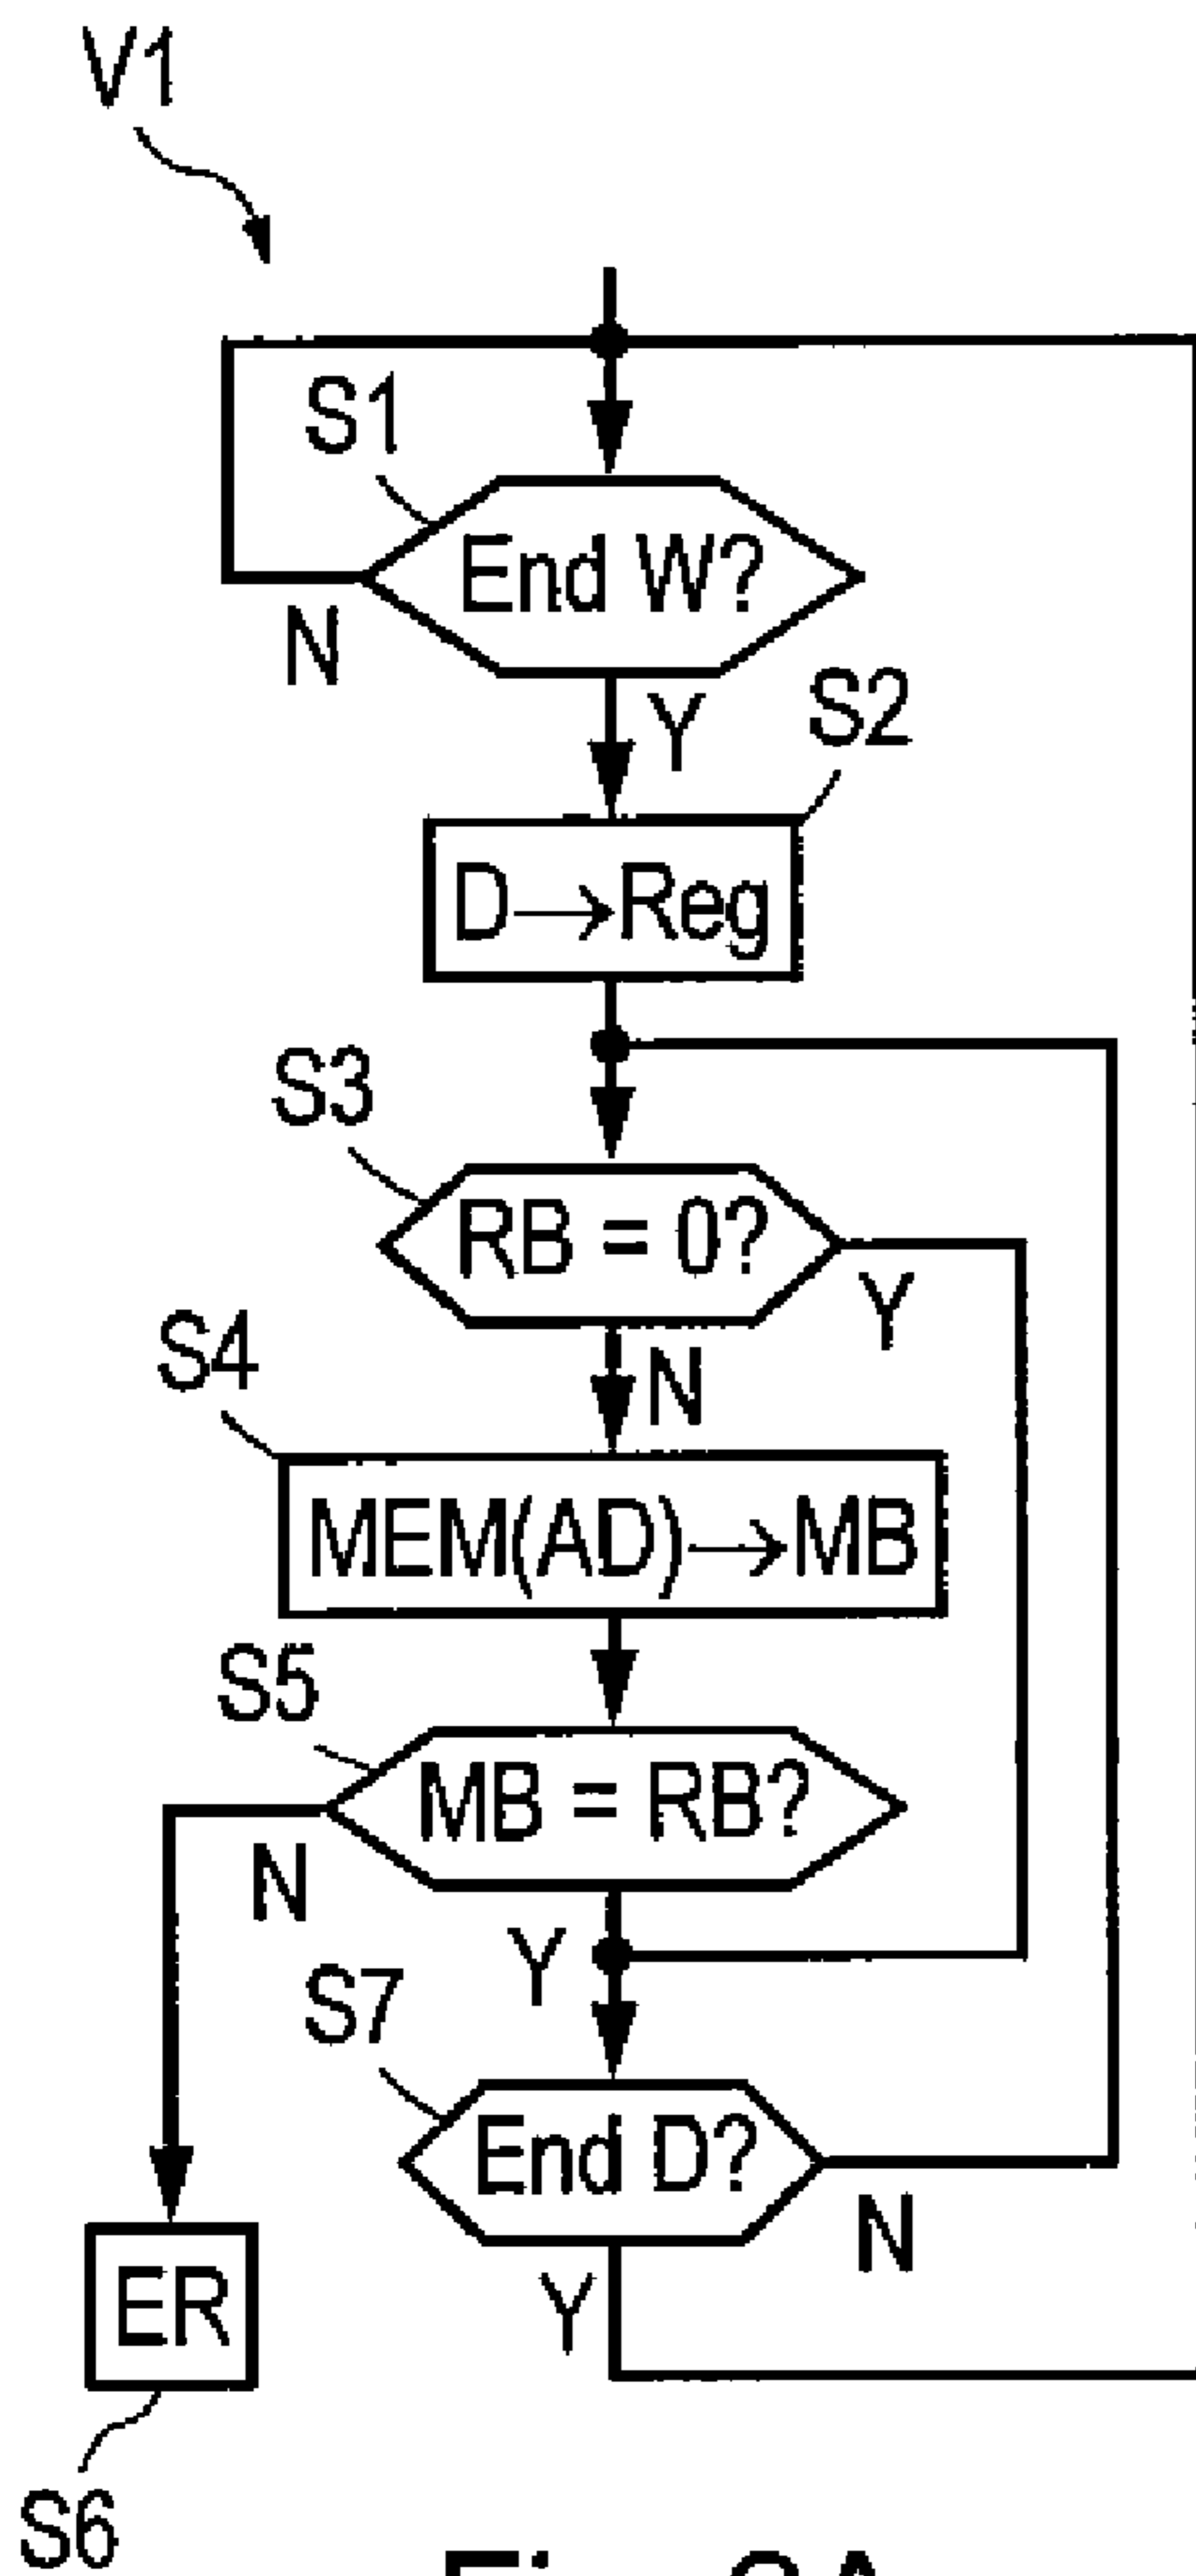 V1
S1
End W?
N
Y
S2
D→Reg
S3
RB = 0?
Y
S4
N
MEM(AD)→MB
S5
MB = RB?
N
Y
S7
End D?
N
ER
Y
S6